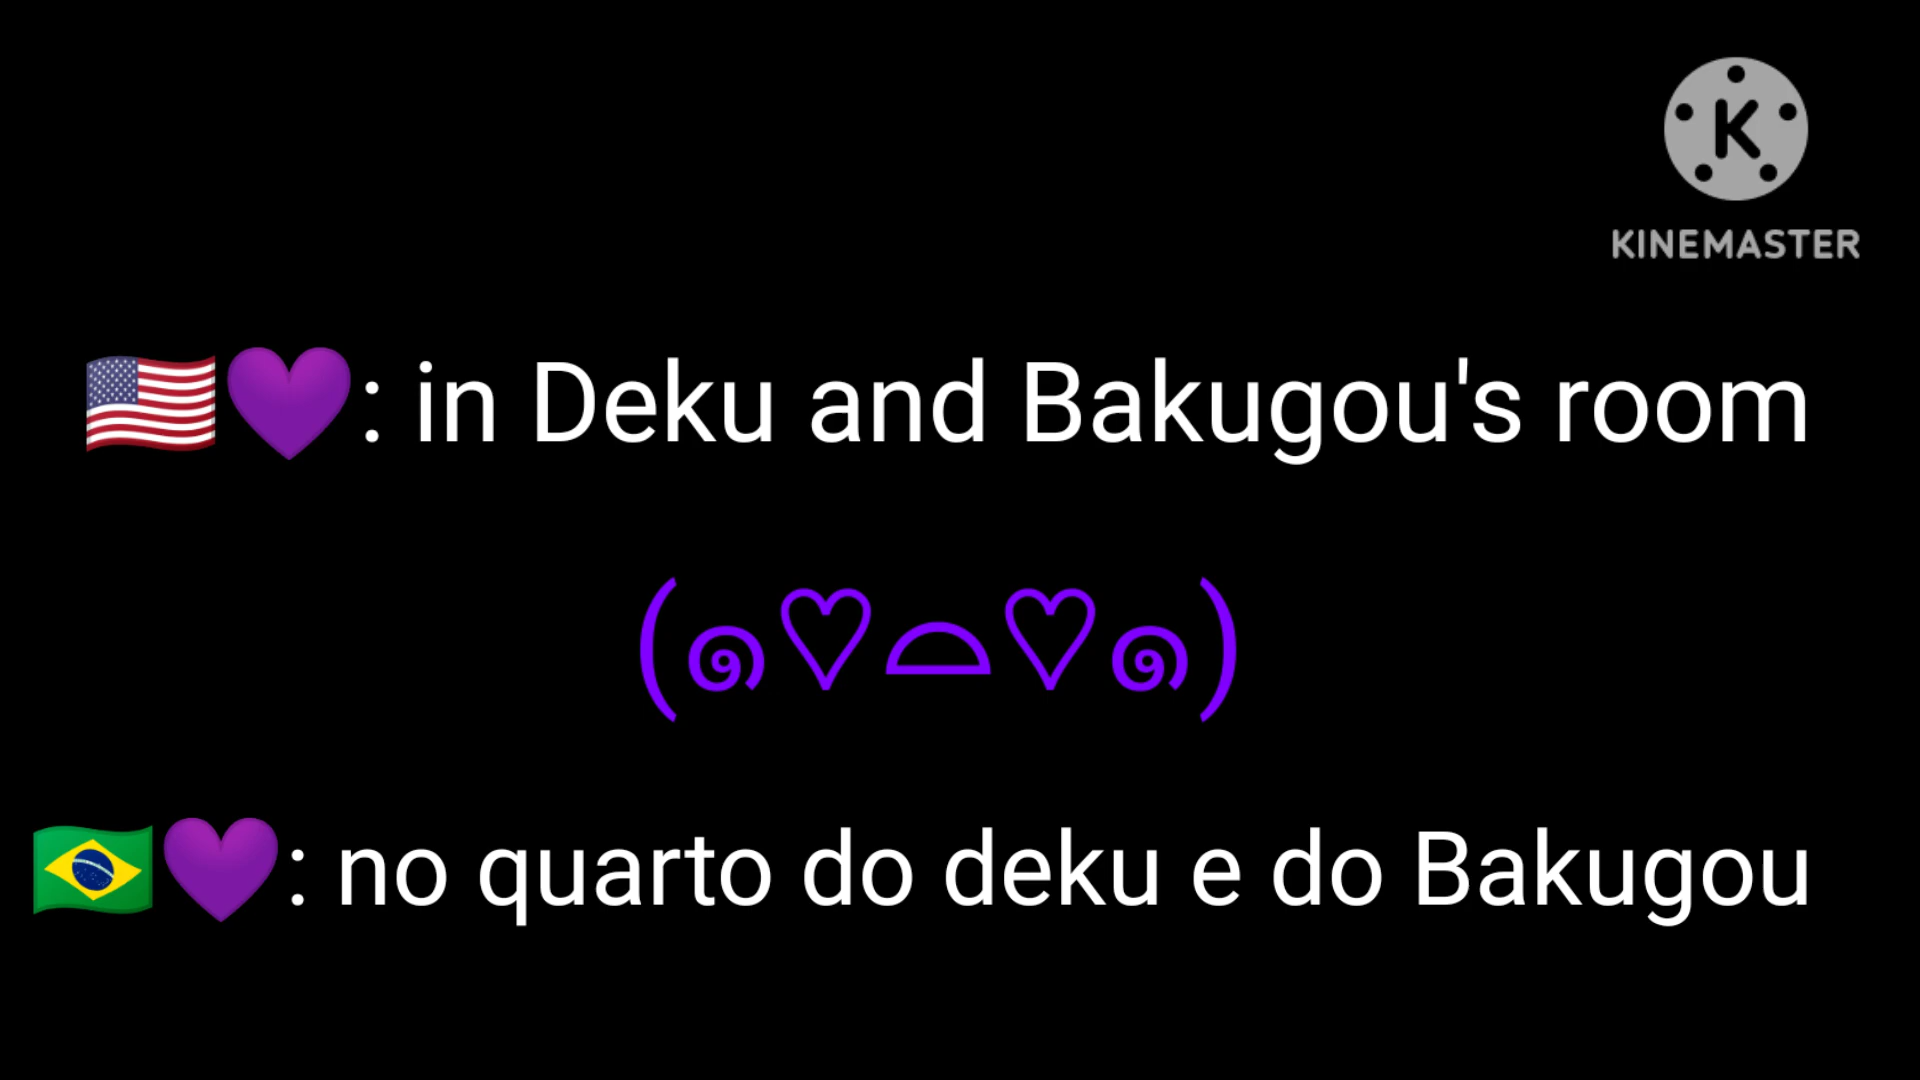 K
KINEMASTER
🇺🇸💜: in Deku and Bakugou's room
(๑♡⌓♡๑)
🇧🇷💜: no quarto do deku e do Bakugou